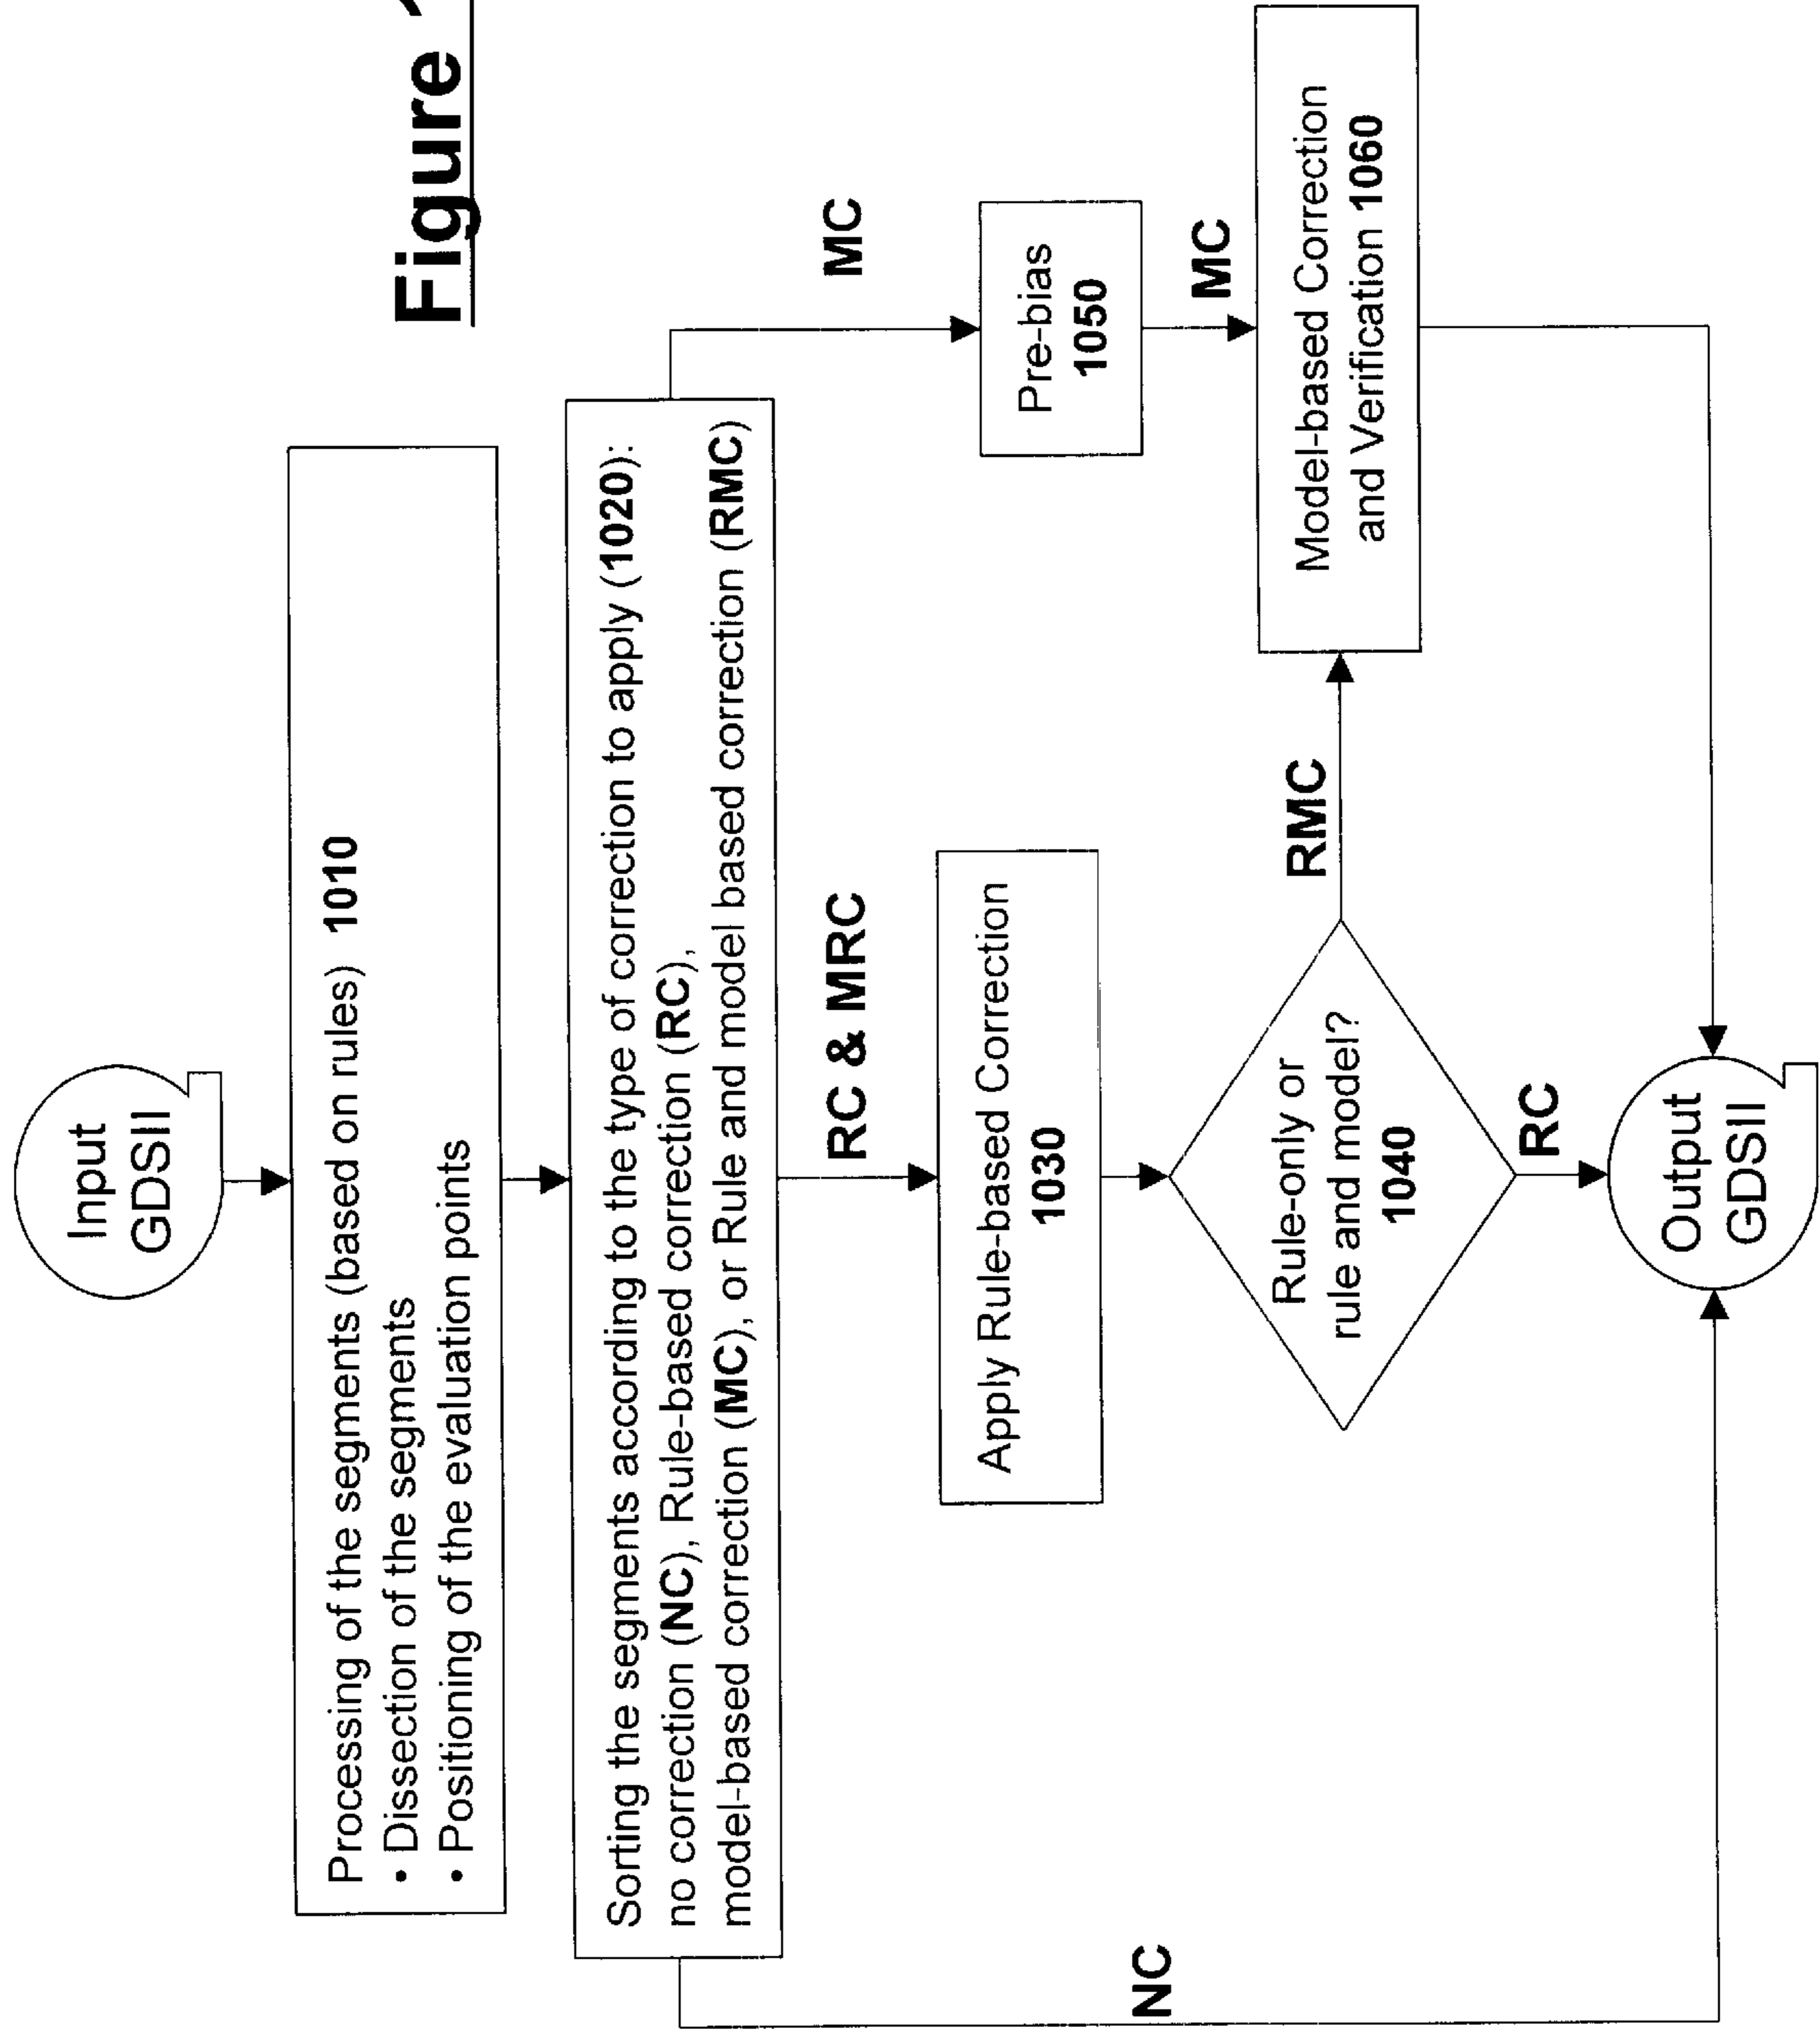 Figure
Input
GDSII
Processing of the segments (based on rules) 1010
• Dissection of the segments
• Positioning of the evaluation points
Sorting the segments according to the type of correction to apply (1020):
no correction (NC), Rule-based correction (RC),
model-based correction (MC), or Rule and model based correction (RMC)
NC
RC & MRC
MC
Apply Rule-based Correction
1030
Pre-bias
1050
MC
Rule-only or
rule and model?
1040
RMC
Model-based Correction
and Verification 1060
RC
Output
GDSII